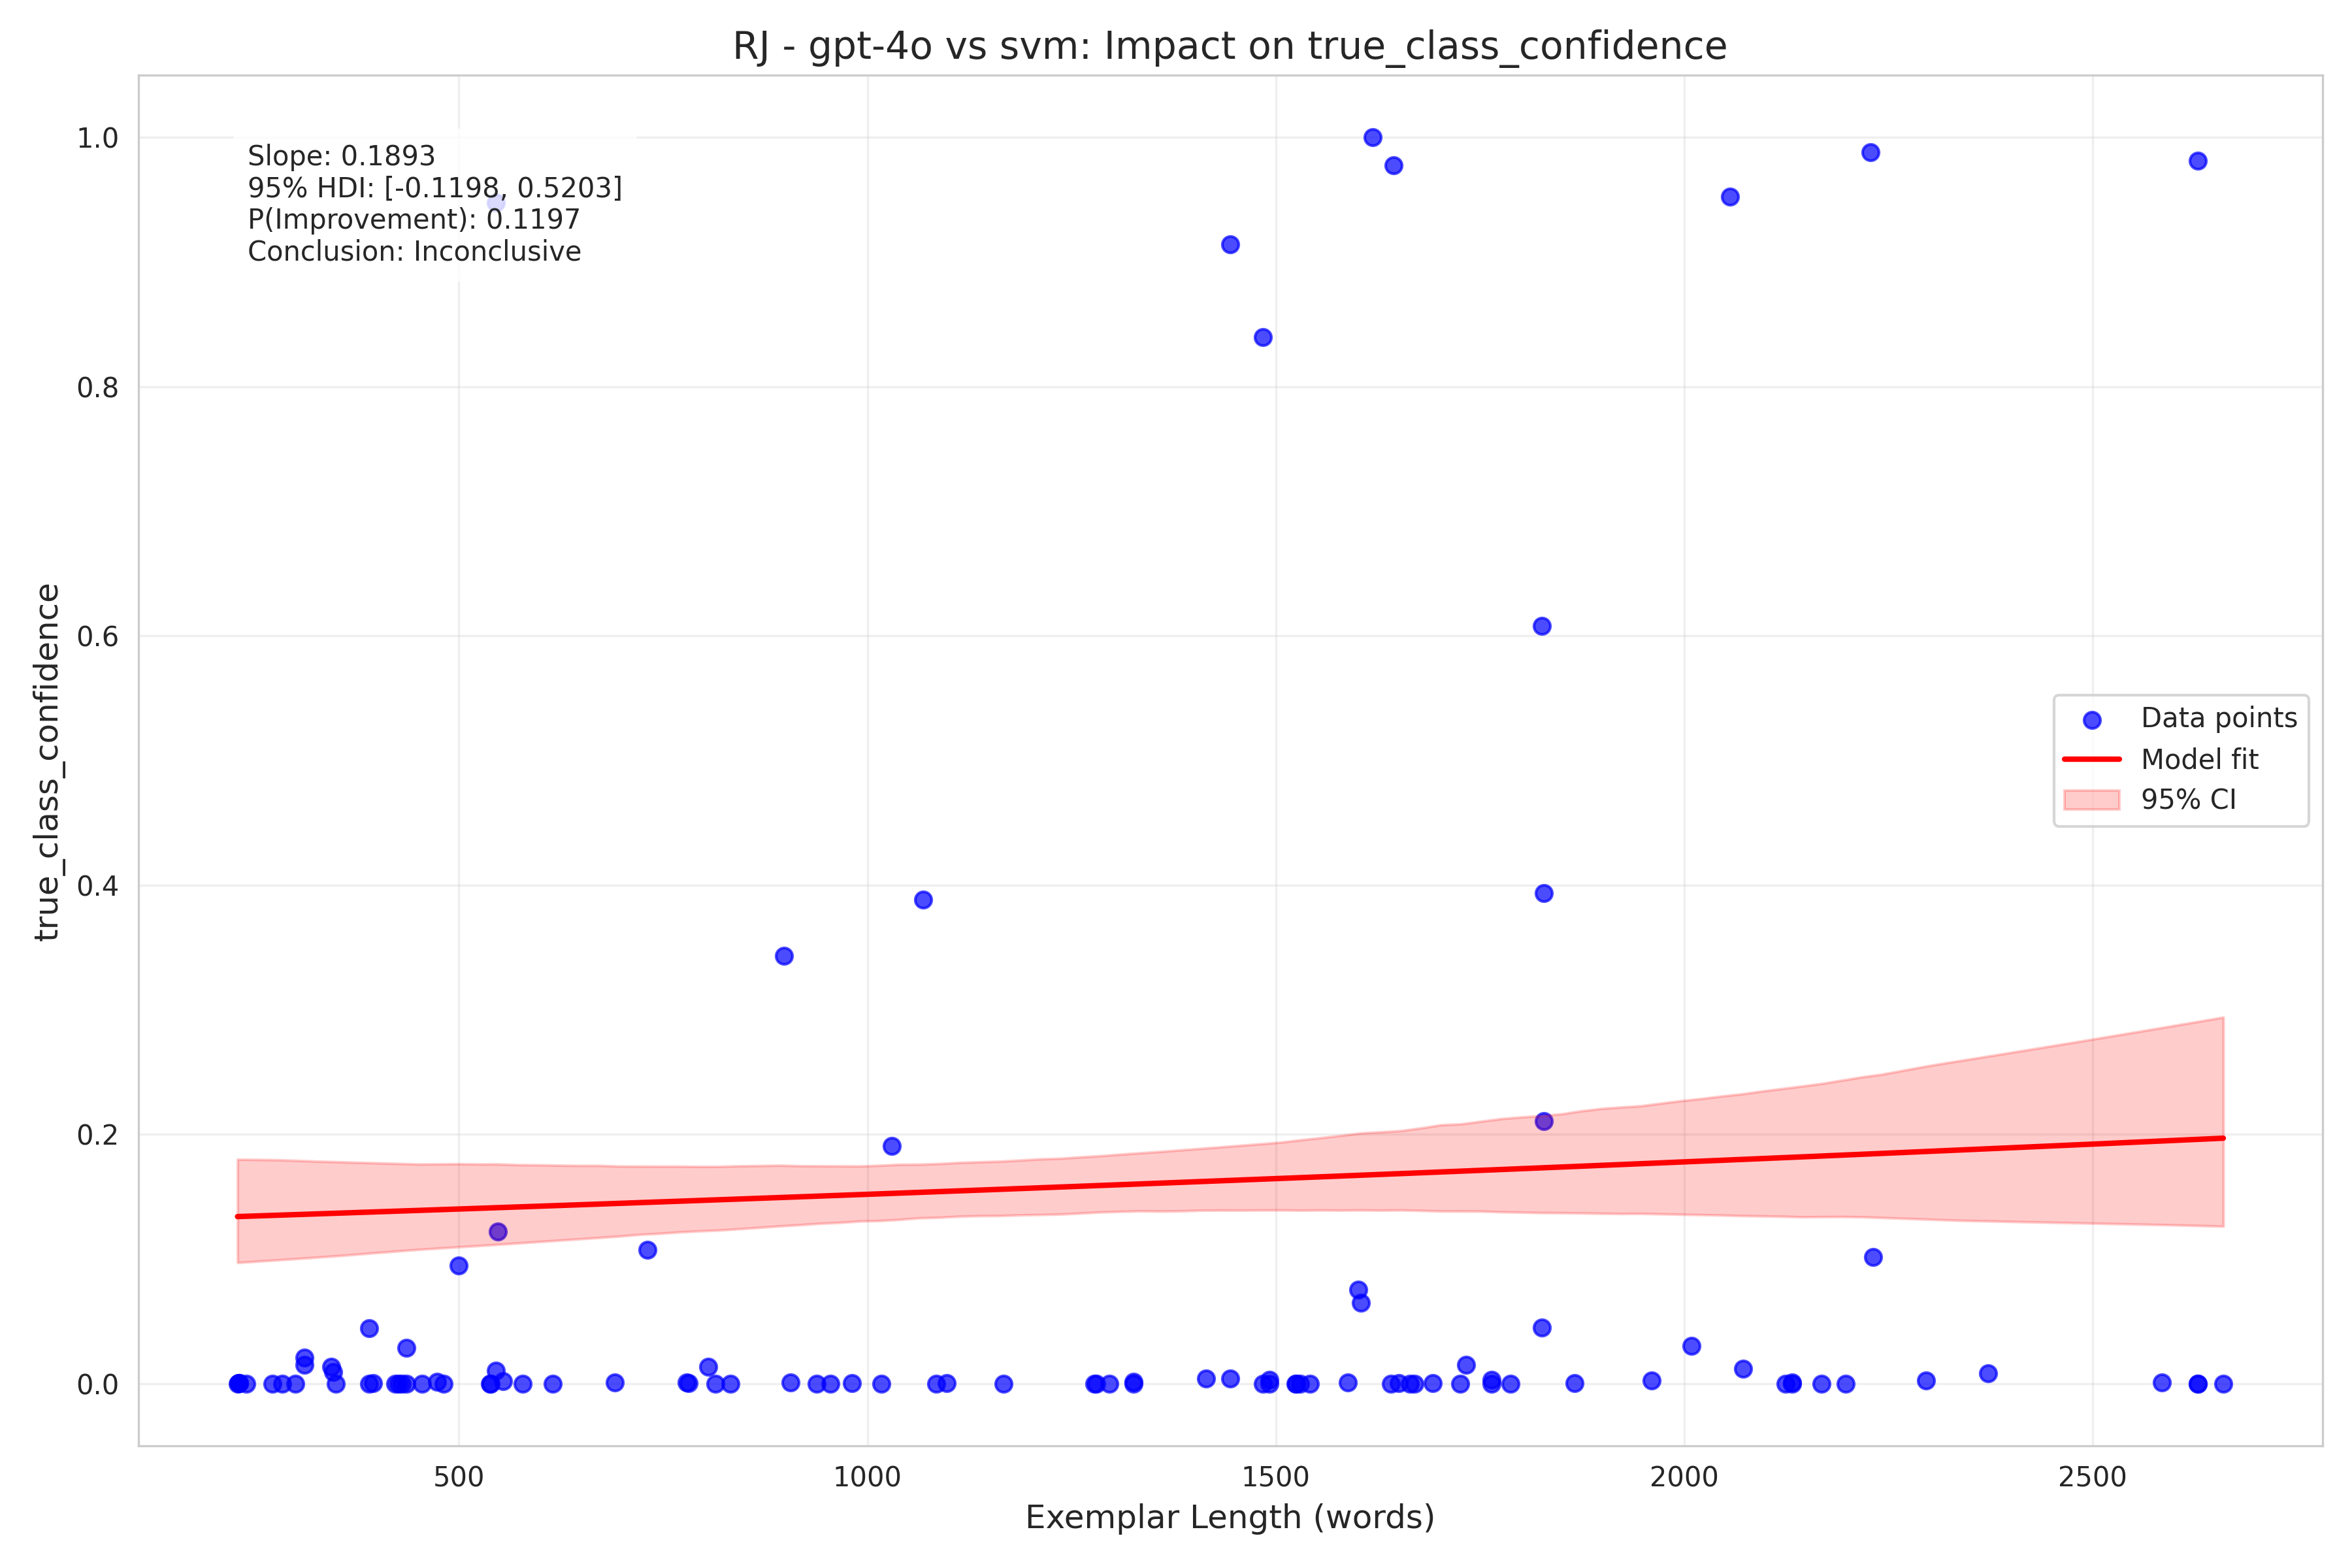 RJ - gpt-4o vs svm: Impact on true_class_confidence
1.0
0.8
0.6
0.4
0.2
0.0
true_class_confidence
Slope: 0.1893
95% HDI: [-0.1198, 0.5203]
P(Improvement): 0.1197
Conclusion: Inconclusive
Data points
Model fit
95% CI
500
1000
1500
2000
2500
Exemplar Length (words)